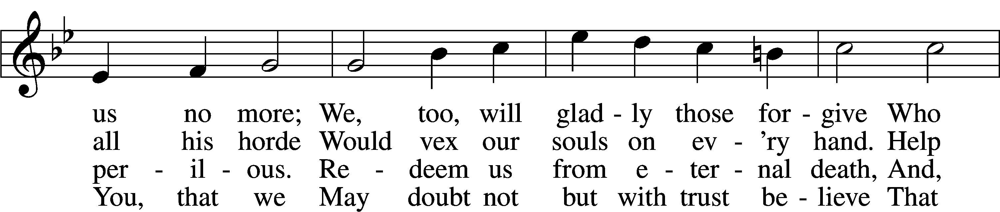 us no more; We, too, will glad - ly those for - give Who
all his horde Would vex our souls on ev - ’ry hand. Help
per - il - ous. Re - deem us from e - ter - nal death, And,
You, that we May doubt not but with trust be - lieve That